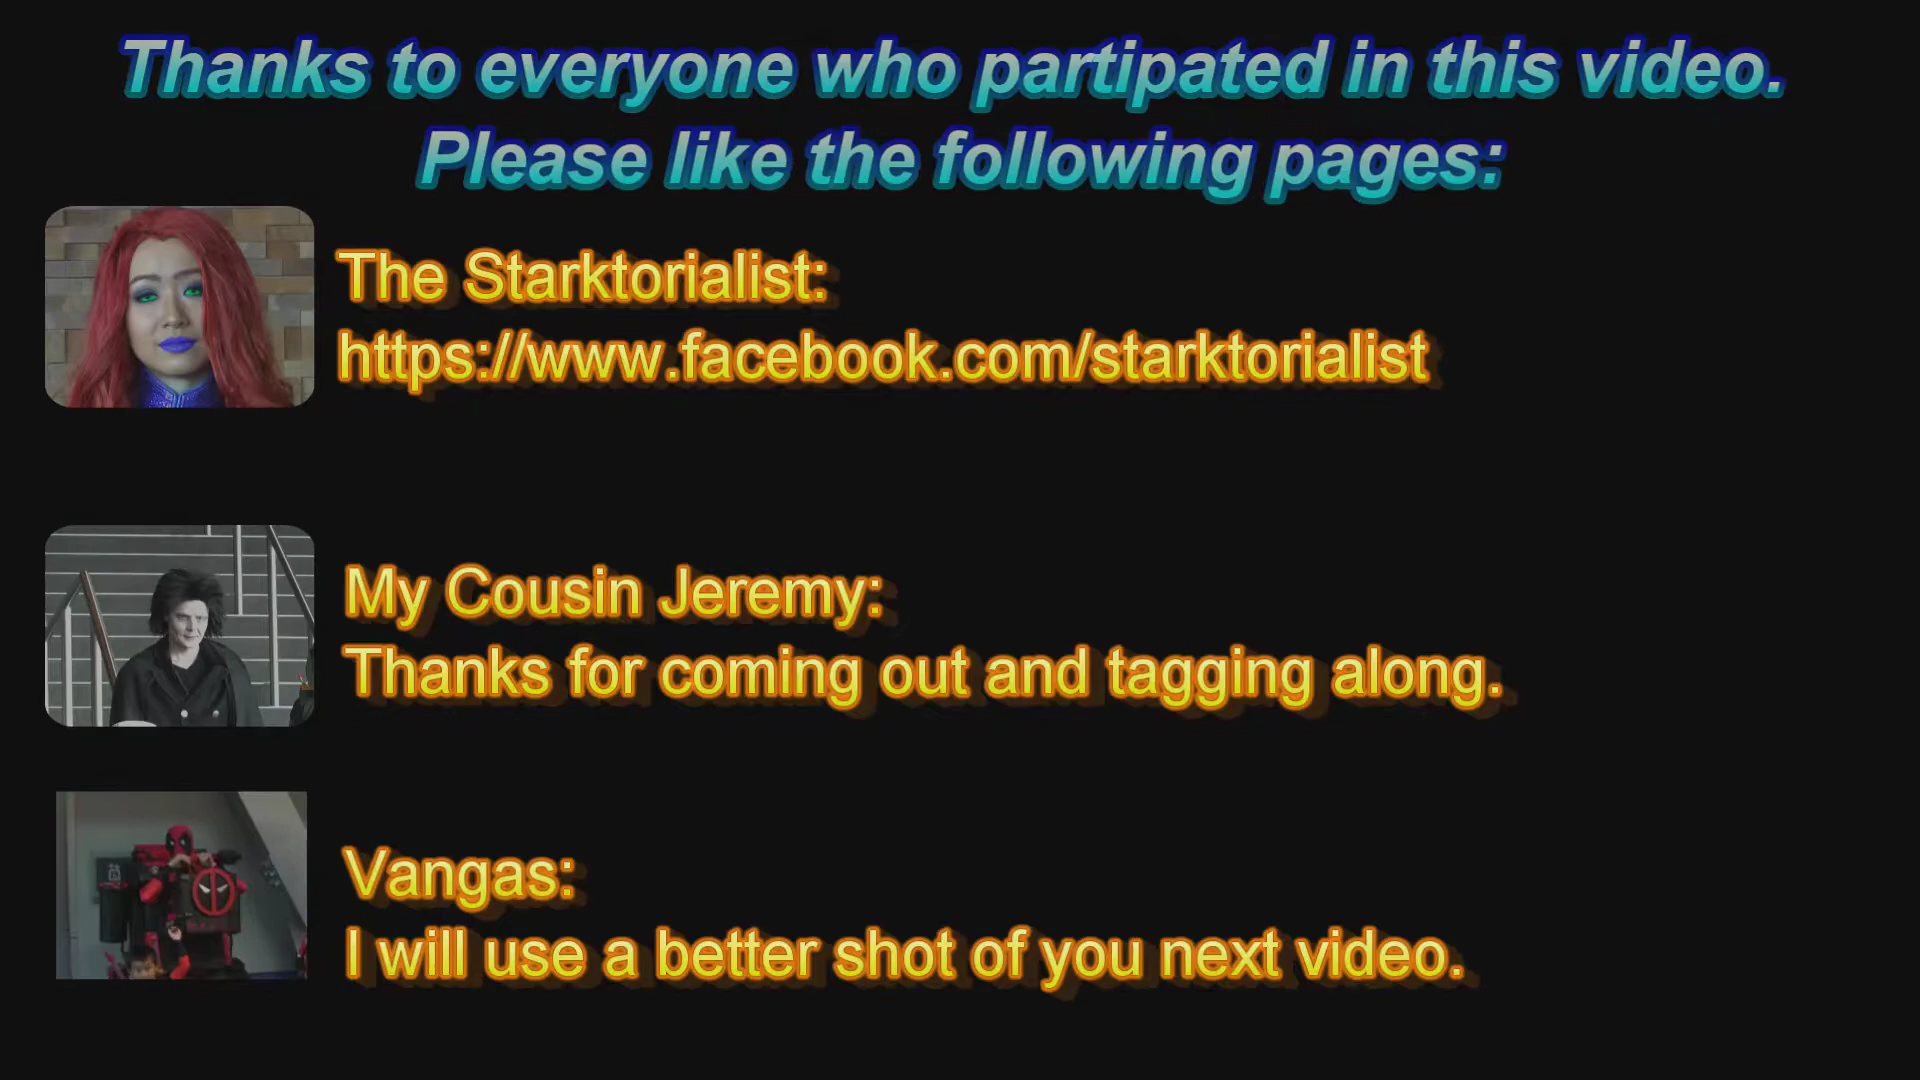 Thanks to everyone who partipated in this video.
Please like the following pages:
The Starktorialist:
https://www.facebook.com/starktorialist
My Cousin Jeremy:
Thanks for coming out and tagging along.
Vangas:
I will use a better shot of you next video.